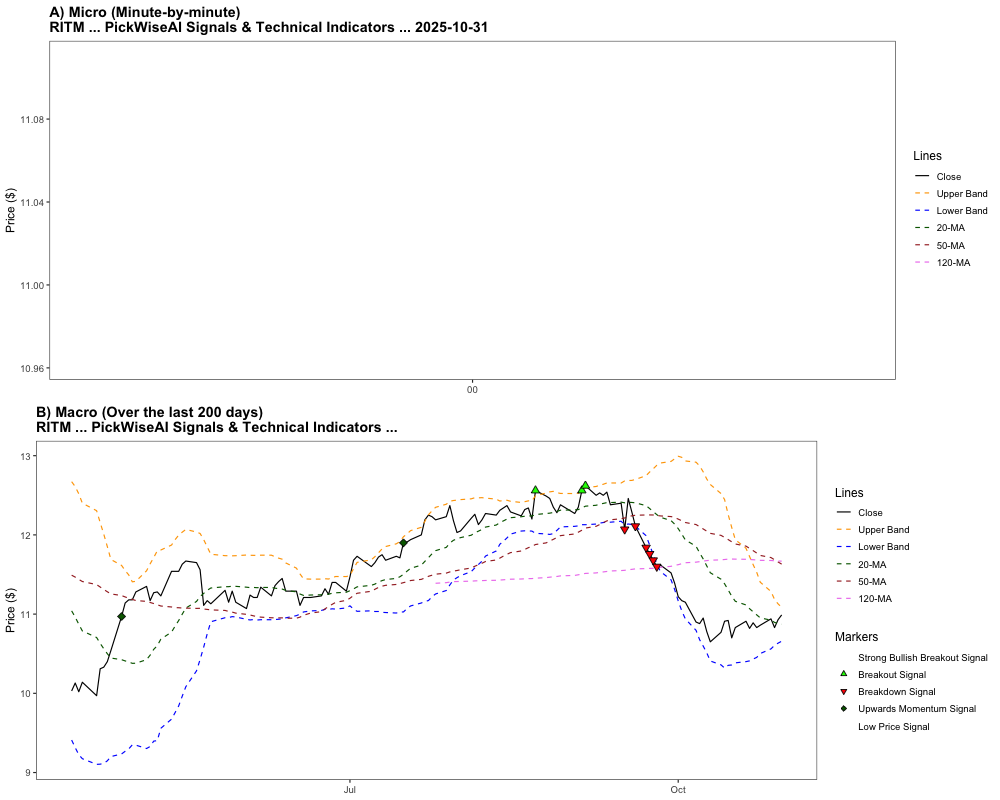 A) Micro (Minute-by-minute)
RITM ... PickWiseAI Signals & Technical Indicators ... 2025-10-31
Price ($)
11.08
11.04
11.00
10.96
00
Lines
Close
Upper Band
Lower Band
20-MA
50-MA
120-MA
B) Macro (Over the last 200 days)
RITM ... PickWiseAI Signals & Technical Indicators ...
Price ($)
13
12
11
10
9
Jul
Oct
Lines
Close
Upper Band
Lower Band
20-MA
50-MA
120-MA
Markers
Strong Bullish Breakout Signal
Breakout Signal
Breakdown Signal
Upwards Momentum Signal
Low Price Signal